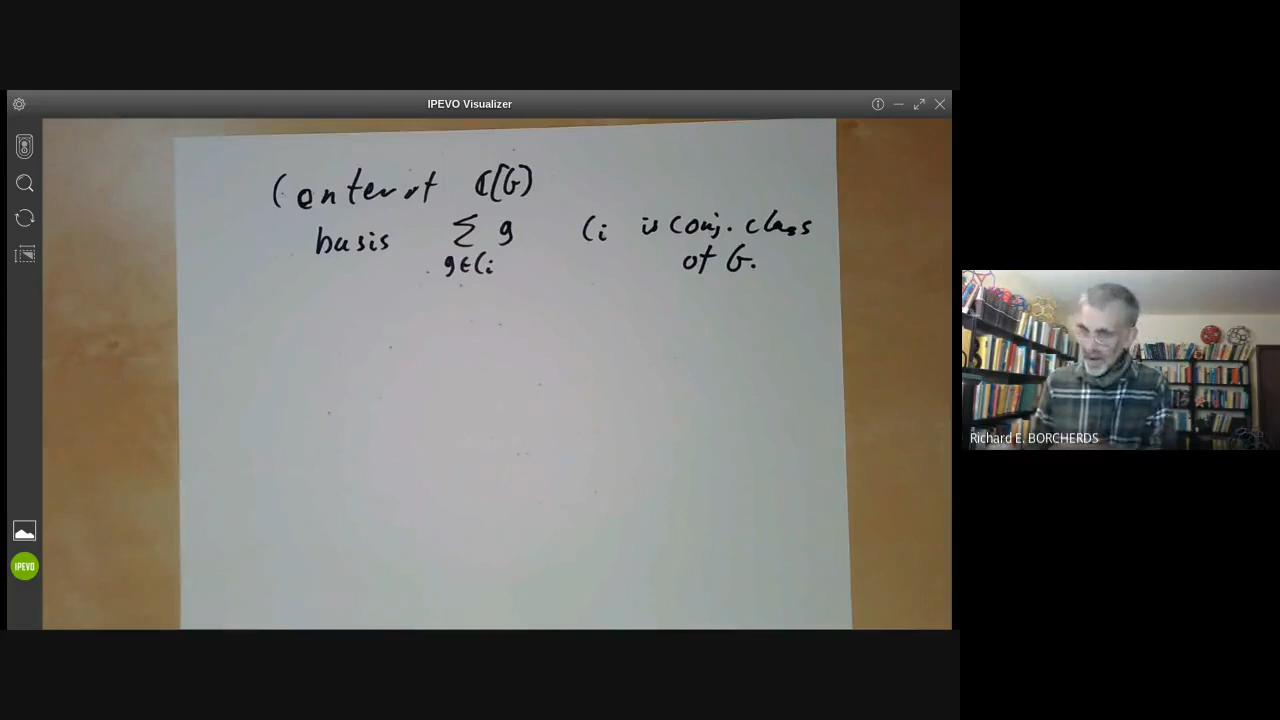 IPEVO Visualizer
Center of ℂ[G]
basis ∑ g Cᵢ is conj. class
g∈Cᵢ of G.
IPEVO
Richard E. BORCHERDS